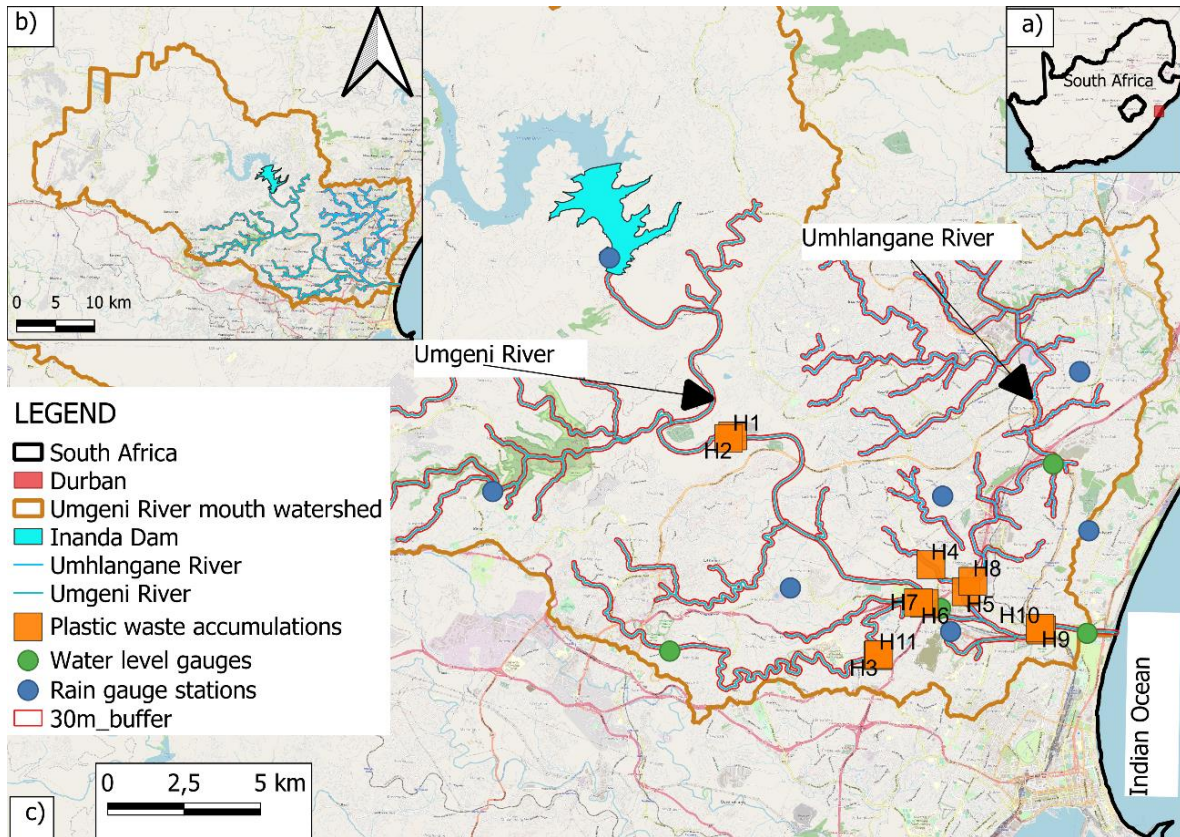 b)
0 5 10 km
a)
South Africa
Umhlangane River
Umgeni River
LEGEND
South Africa
Durban
Umgeni River mouth watershed
Inanda Dam
Umhlangane River
Umgeni River
Plastic waste accumulations
Water level gauges
Rain gauge stations
30m_buffer
H1
H2
H4
H8
H7
H5
H6
H10
H9
H11
H3
Indian Ocean
0 2,5 5 km
c)